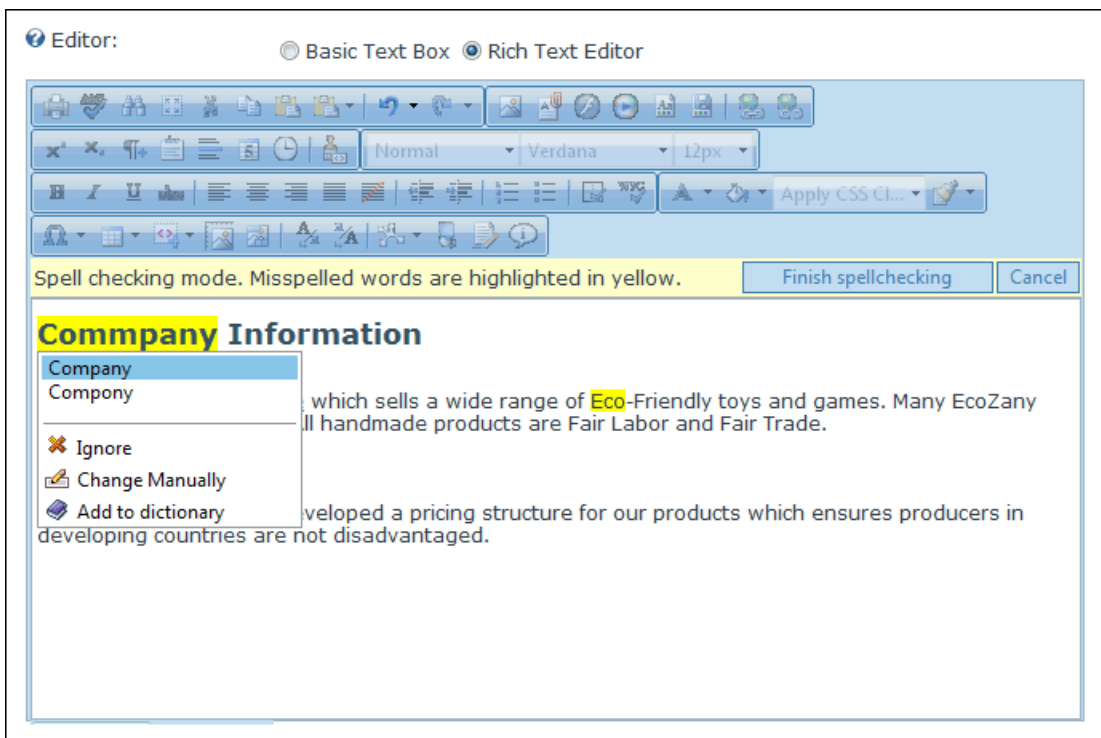 Editor:
Basic Text Box Rich Text Editor
Normal Verdana 12px
Apply CSS Cl...
Spell checking mode. Misspelled words are highlighted in yellow. Finish spellchecking Cancel
Commpany Information
Company
Compony
which sells a wide range of Eco-Friendly toys and games. Many EcoZany
ll handmade products are Fair Labor and Fair Trade.
Ignore
Change Manually
Add to dictionary
eveloped a pricing structure for our products which ensures producers in
developing countries are not disadvantaged.